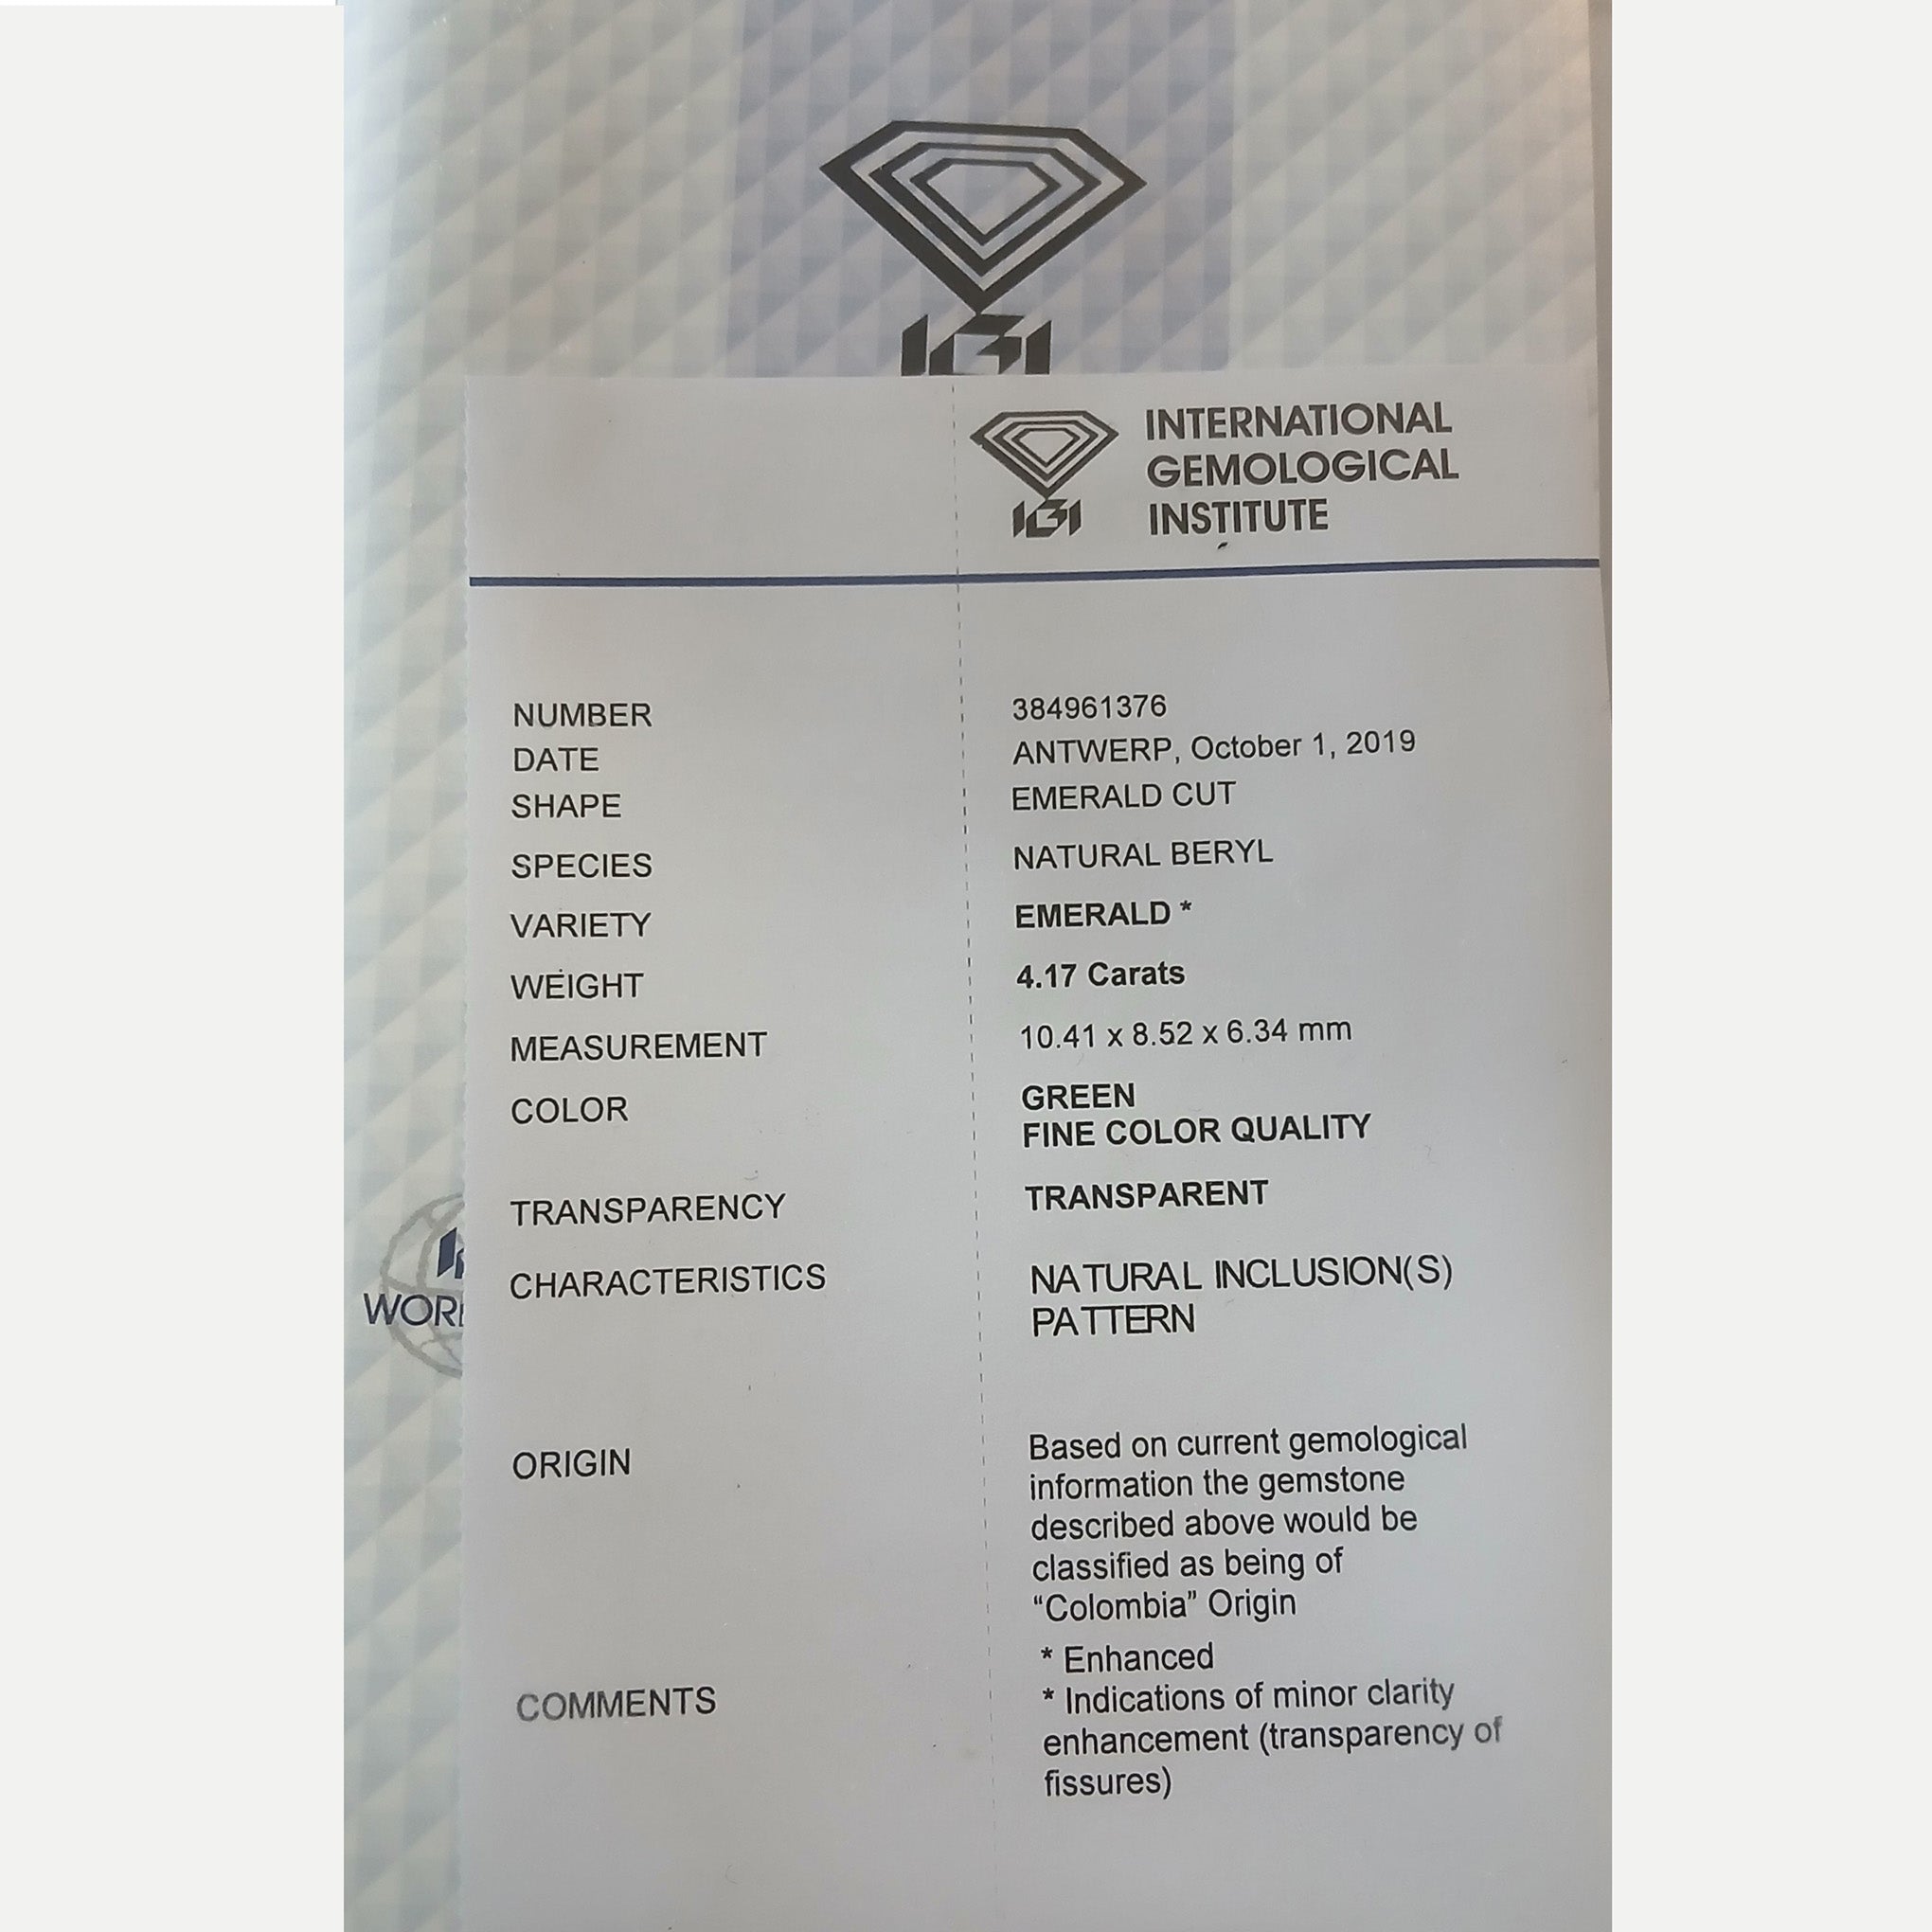 IGI
IGI
INTERNATIONAL
GEMOLOGICAL
INSTITUTE
NUMBER 384961376
DATE ANTWERP, October 1, 2019
SHAPE EMERALD CUT
SPECIES NATURAL BERYL
VARIETY EMERALD *
WEIGHT 4.17 Carats
MEASUREMENT 10.41 x 8.52 x 6.34 mm
COLOR GREEN
FINE COLOR QUALITY
TRANSPARENCY TRANSPARENT
CHARACTERISTICS NATURAL INCLUSION(S)
PATTERN
ORIGIN Based on current gemological
information the gemstone
described above would be
classified as being of
“Colombia” Origin
COMMENTS * Enhanced
* Indications of minor clarity
enhancement (transparency of
fissures)